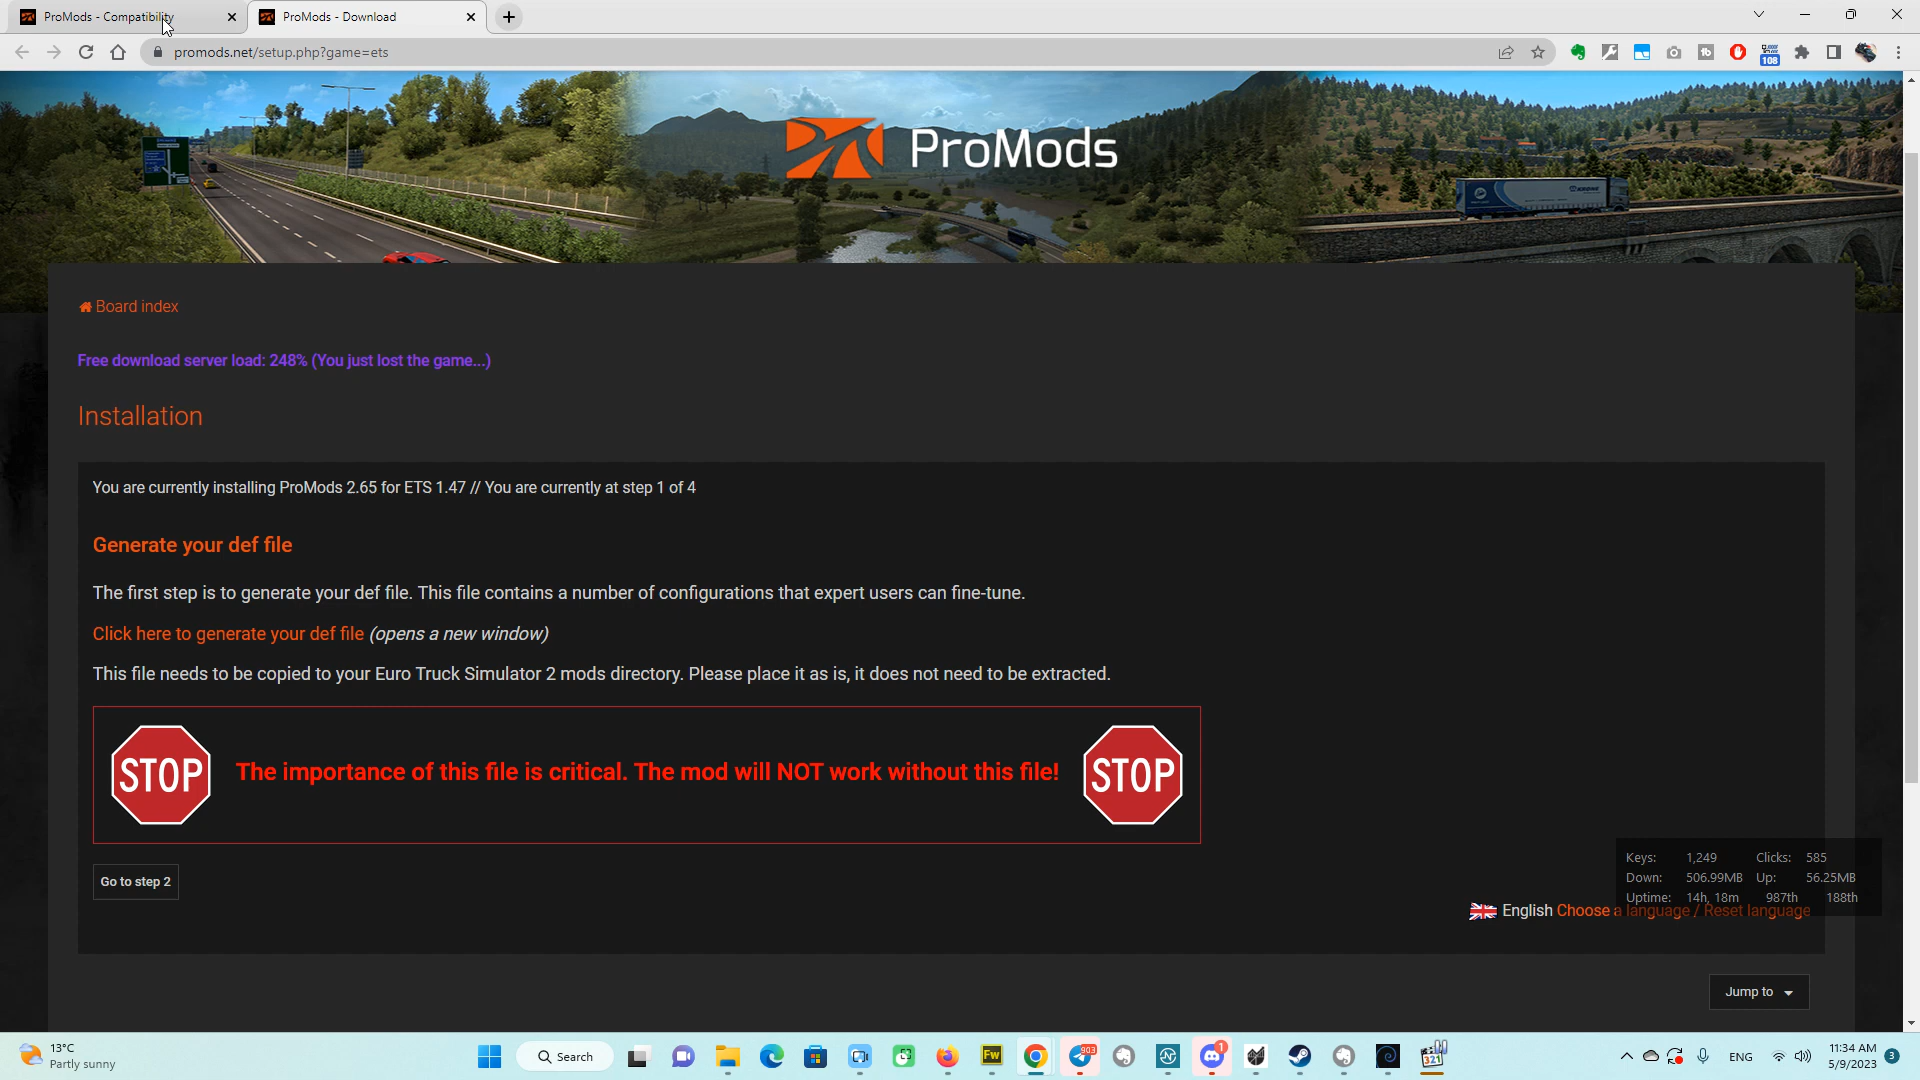 ProMods - Compatibility
ProMods - Download
promods.net/setup.php?game=ets
108
ProMods
Board index
Free download server load: 248% (You just lost the game...)
Installation
You are currently installing ProMods 2.65 for ETS 1.47 // You are currently at step 1 of 4
Generate your def file
The first step is to generate your def file. This file contains a number of configurations that expert users can fine-tune.
Click here to generate your def file (opens a new window)
This file needs to be copied to your Euro Truck Simulator 2 mods directory. Please place it as is, it does not need to be extracted.
STOP The importance of this file is critical. The mod will NOT work without this file! STOP
Go to step 2
Keys: 1,249 Clicks: 585
Down: 506.99MB Up: 56.25MB
Uptime: 14h, 18m 987th 188th
English Choose a language / Reset language
Jump to
13°C
Partly sunny
Search
Fw
903
1
321
ENG
11:34 AM
5/9/2023
3